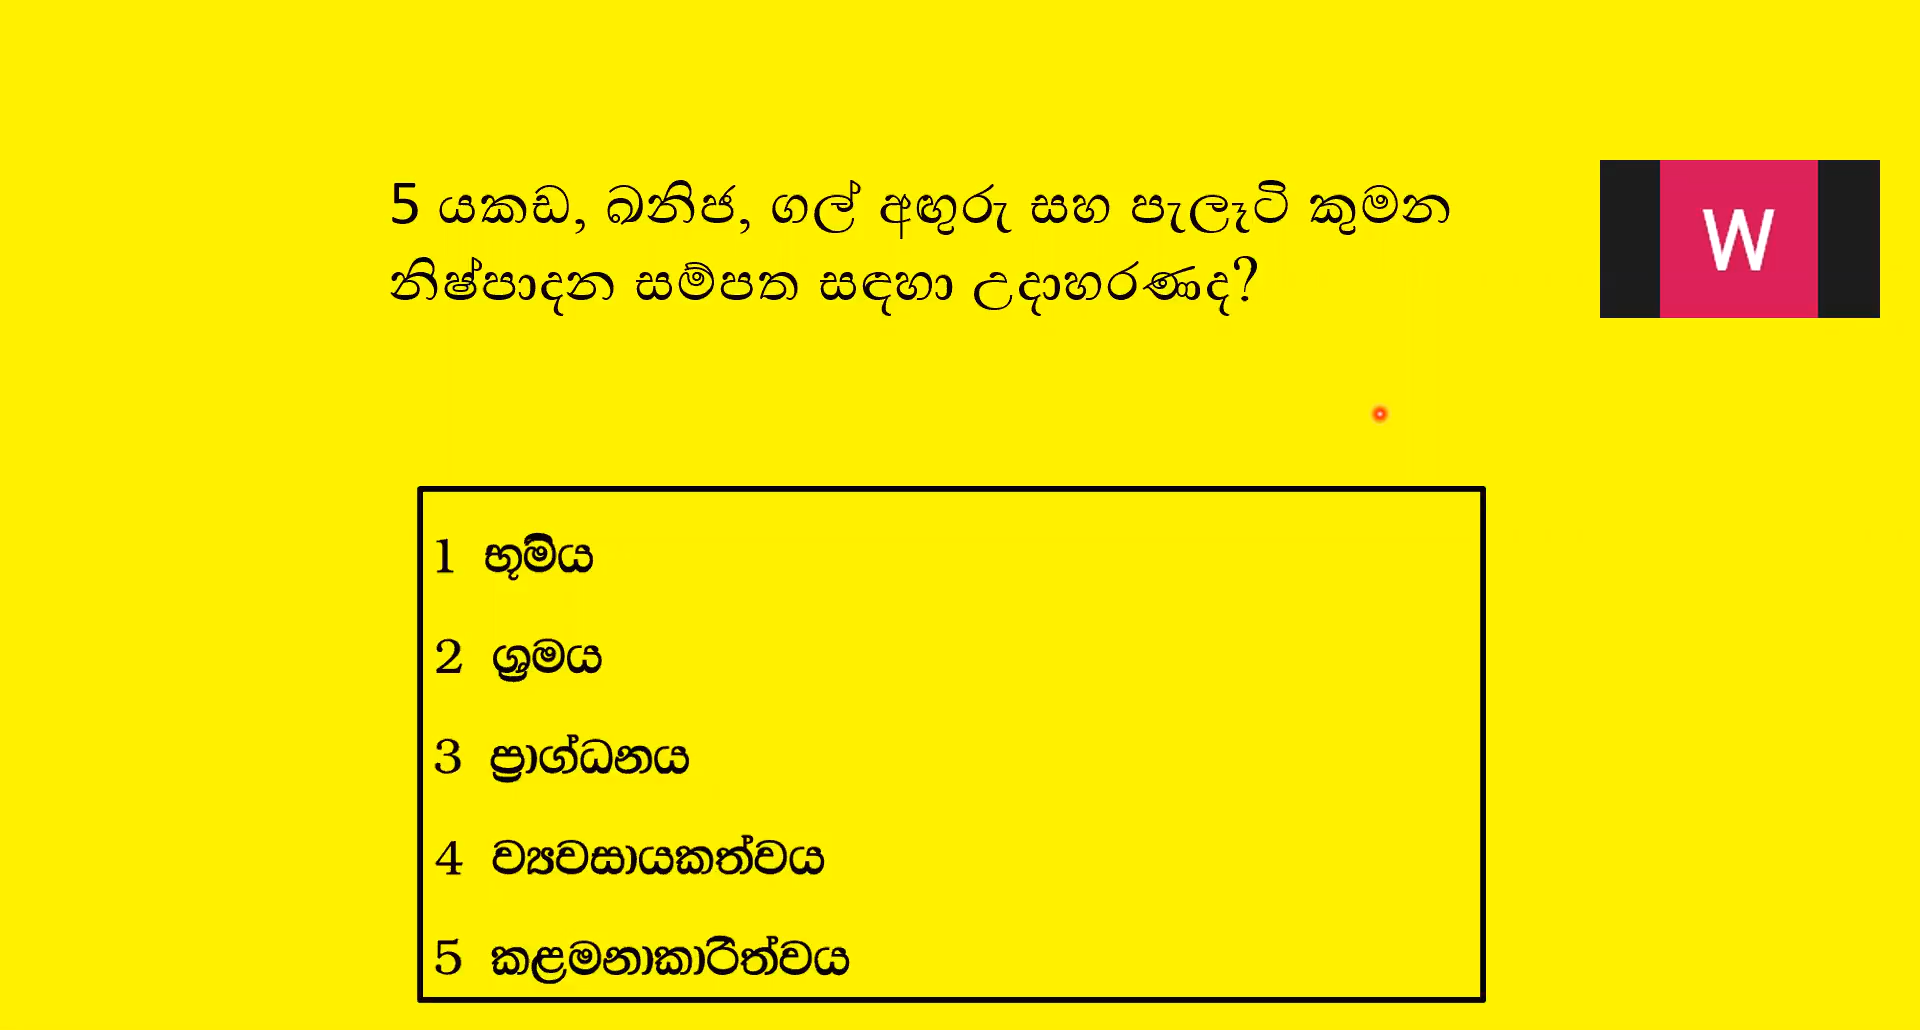 5 යකඩ, ඛනිජ, ගල් අඟුරු සහ පැලෑටි කුමන
නිෂ්පාදන සම්පත සඳහා උදාහරණද?
W
1 භූමිය
2 ශ්‍රමය
3 ප්‍රාග්ධනය
4 ව්‍යවසායකත්වය
5 කළමනාකාරිත්වය